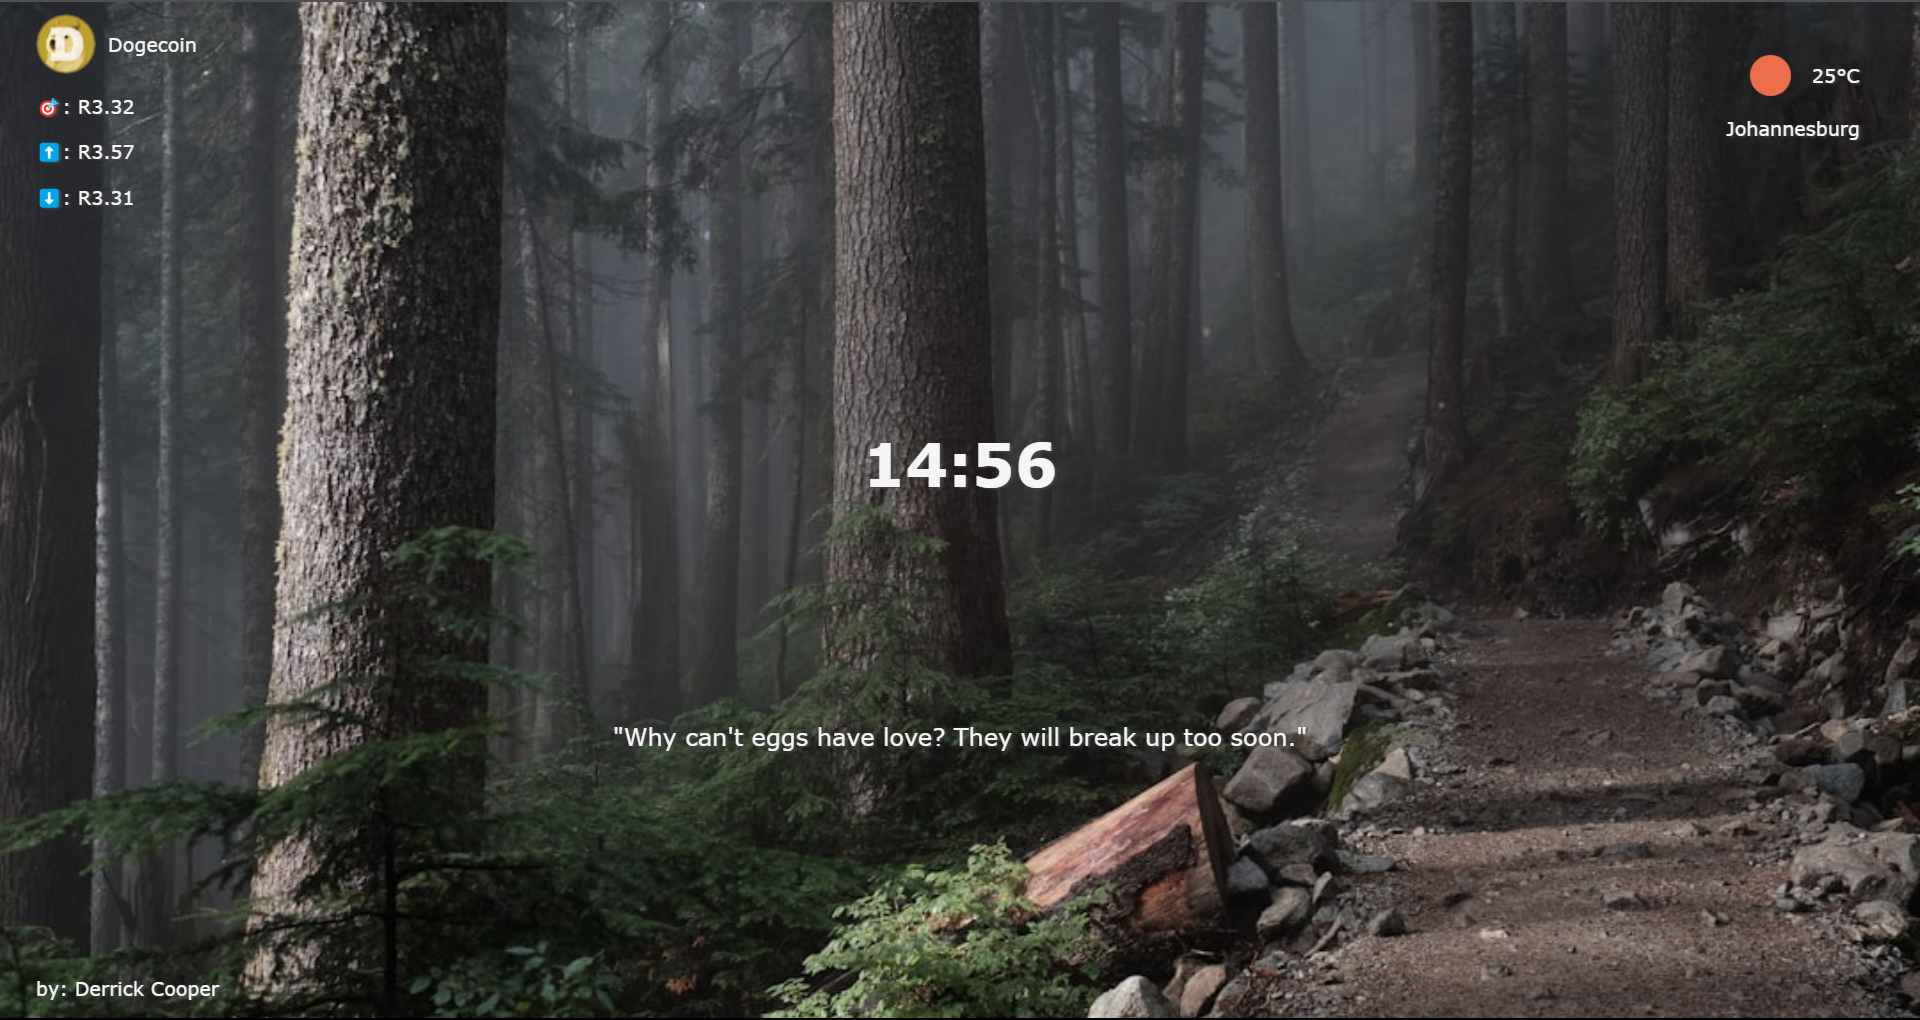 Dogecoin
🎯: R3.32
⬆️: R3.57
⬇️: R3.31
25°C
Johannesburg
14:56
"Why can't eggs have love? They will break up too soon."
by: Derrick Cooper